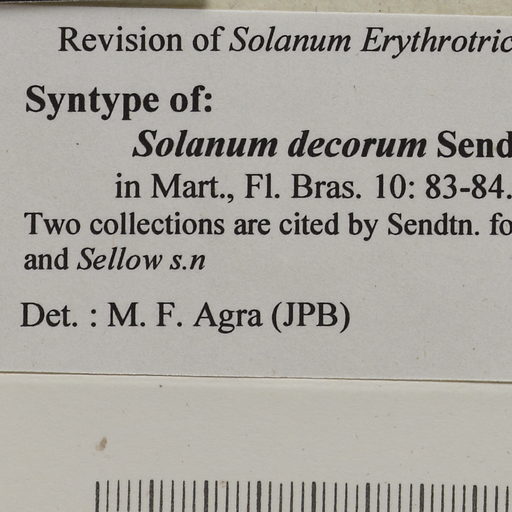 Revision of Solanum Erythrotric
Syntype of:
Solanum decorum Send
in Mart., Fl. Bras. 10: 83-84.
Two collections are cited by Sendtn. fo
and Sellow s.n
Det. : M. F. Agra (JPB)